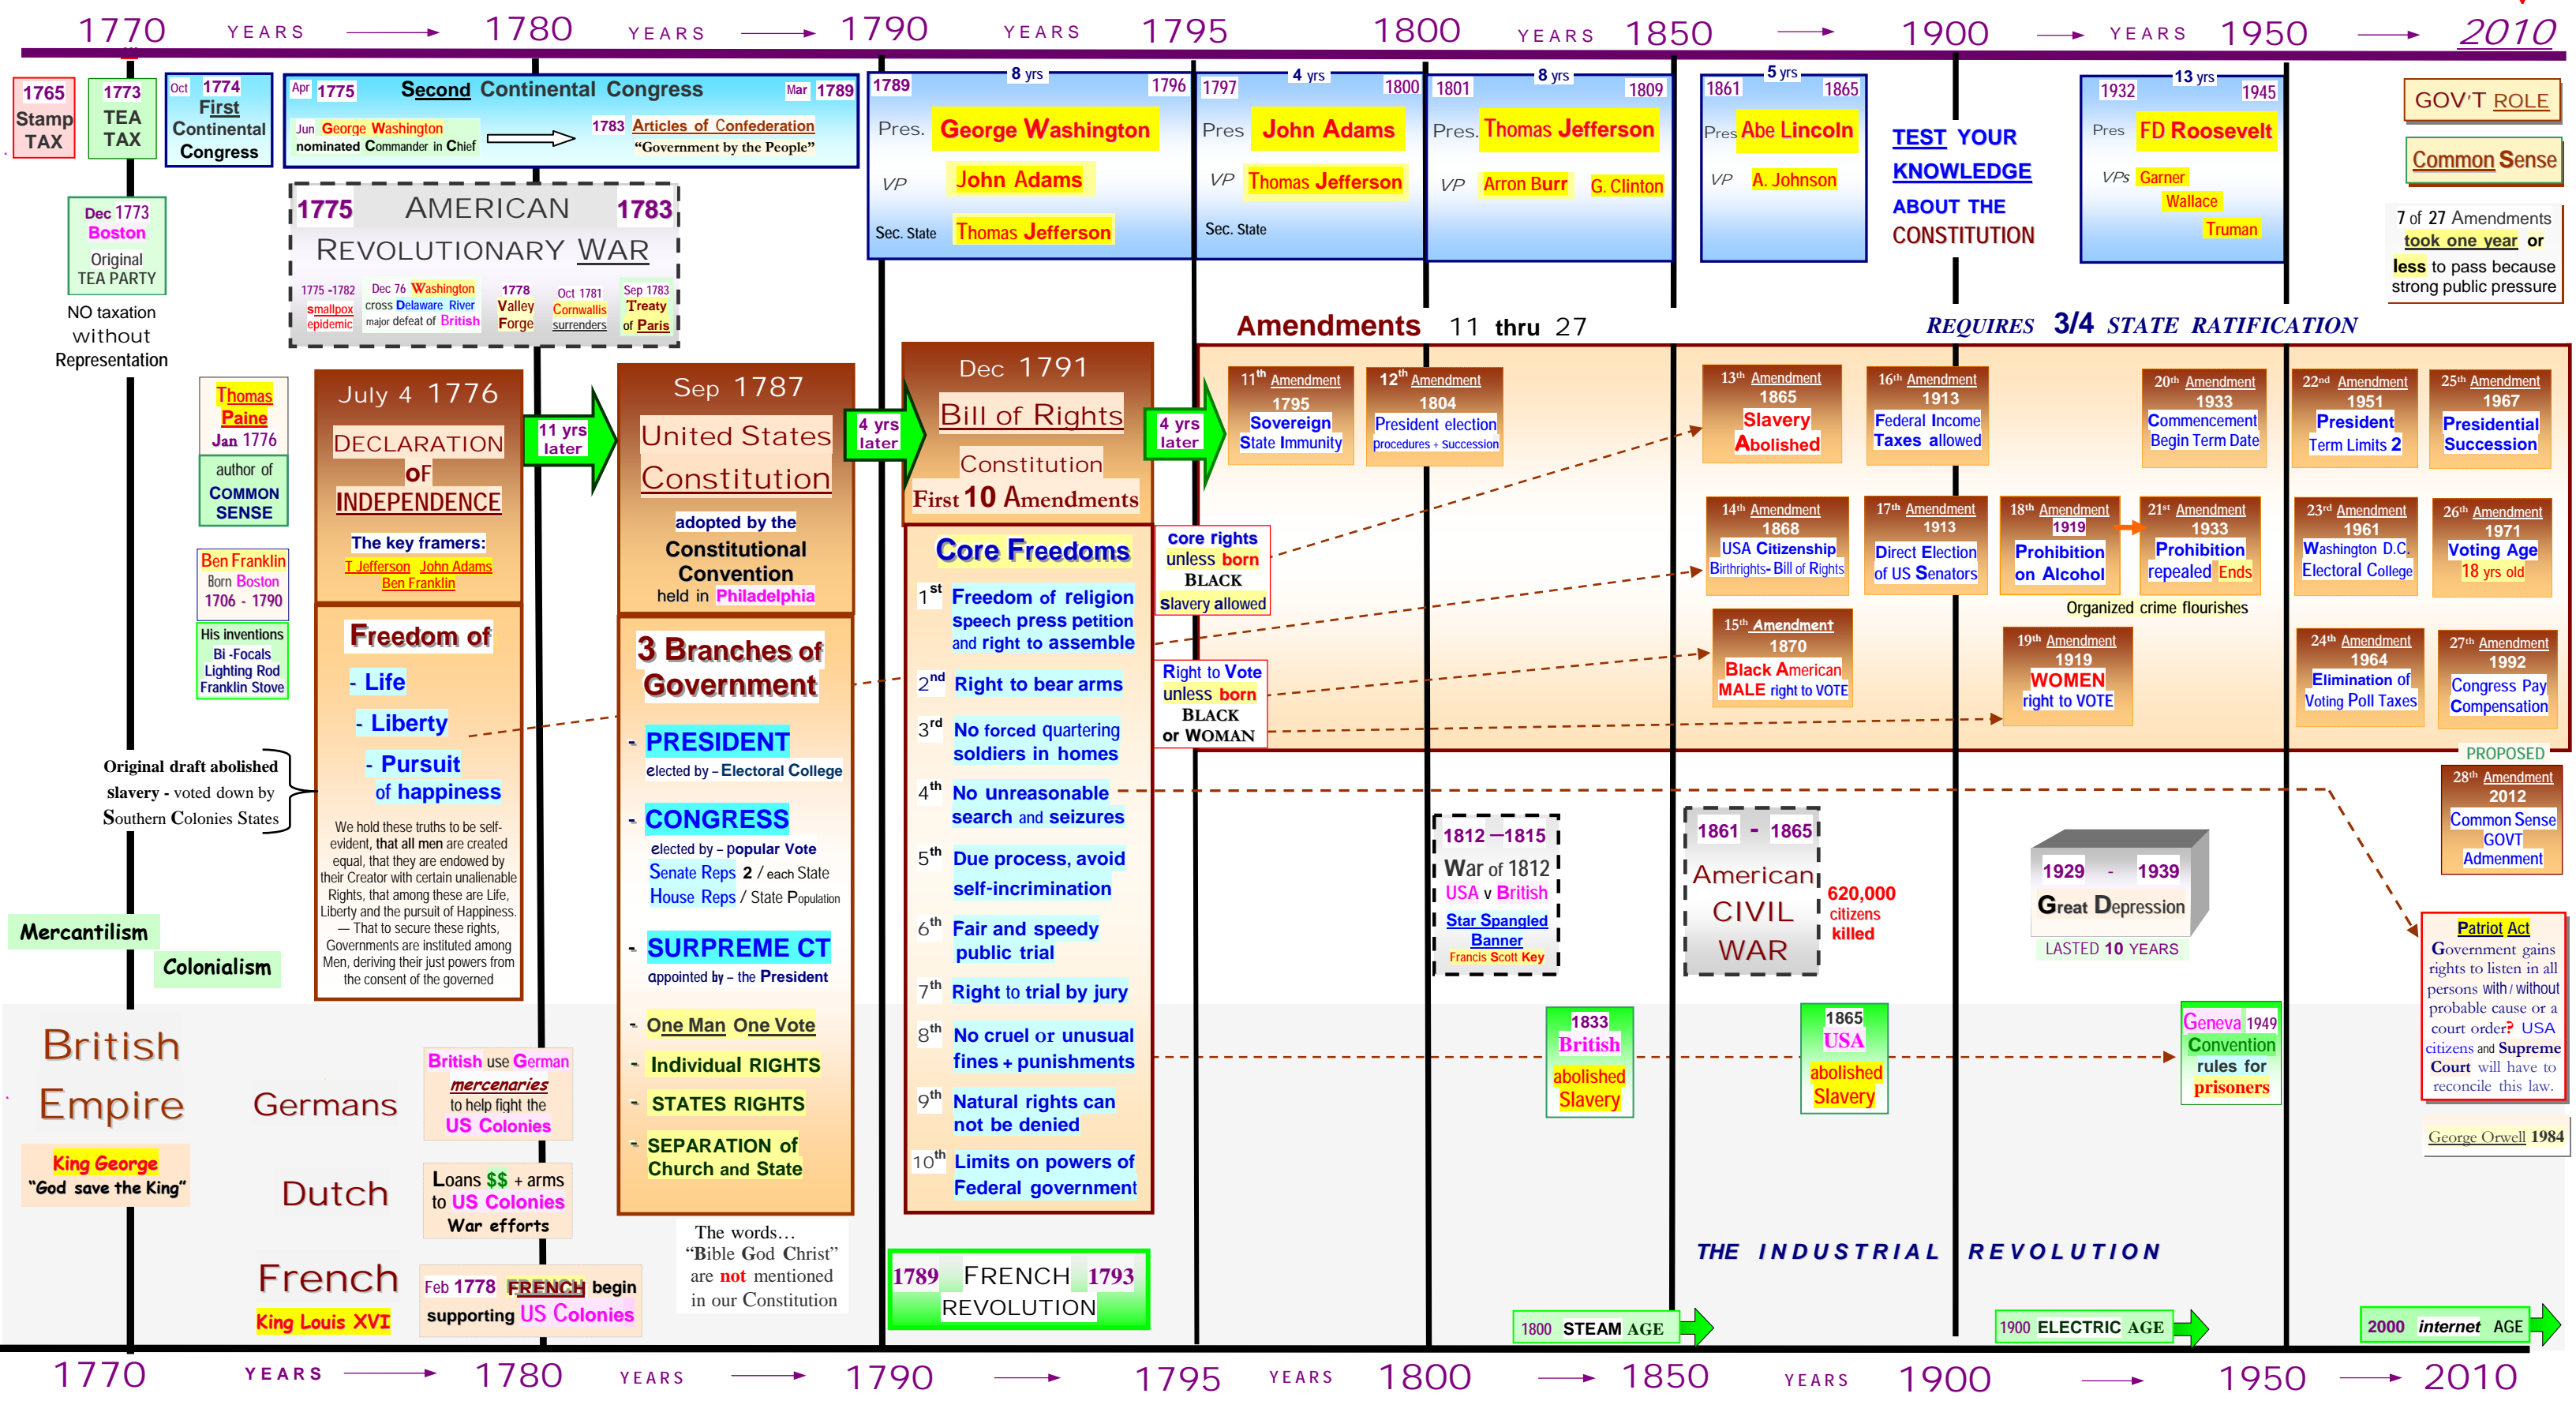 1770 YEARS 1780 YEARS 1790 YEARS 1795 1800 YEARS 1850 1900 YEARS 1950 2010
1765
Stamp
TAX
1773
TEA
TAX
Oct 1774
First
Continental
Congress
Apr 1775 Second Continental Congress Mar 1789
Jun George Washington
nominated Commander in Chief
1783 Articles of Confederation
“Government by the People”
8 yrs
1789 1796
Pres. George Washington
VP John Adams
Sec. State Thomas Jefferson
4 yrs
1797 1800
Pres John Adams
VP Thomas Jefferson
Sec. State
8 yrs
1801 1809
Pres. Thomas Jefferson
VP Arron Burr G. Clinton
5 yrs
1861 1865
Pres Abe Lincoln
VP A. Johnson
TEST YOUR
KNOWLEDGE
ABOUT THE
CONSTITUTION
13 yrs
1932 1945
Pres FD Roosevelt
VPs Garner
Wallace
Truman
GOV'T ROLE
Common Sense
7 of 27 Amendments
took one year or
less to pass because
strong public pressure
Dec 1773
Boston
Original
TEA PARTY
NO taxation
without
Representation
1775 AMERICAN 1783
REVOLUTIONARY WAR
1775 -1782
smallpox
epidemic
Dec 76 Washington
cross Delaware River
major defeat of British
1778
Valley
Forge
Oct 1781
Cornwallis
surrenders
Sep 1783
Treaty
of Paris
Amendments 11 thru 27
REQUIRES 3/4 STATE RATIFICATION
Thomas
Paine
Jan 1776
author of
COMMON
SENSE
Ben Franklin
Born Boston
1706 - 1790
His inventions
Bi -Focals
Lighting Rod
Franklin Stove
July 4 1776
DECLARATION
oF
INDEPENDENCE
The key framers:
T Jefferson John Adams
Ben Franklin
Freedom of
- Life
- Liberty
- Pursuit
of happiness
We hold these truths to be self-
evident, that all men are created
equal, that they are endowed by
their Creator with certain unalienable
Rights, that among these are Life,
Liberty and the pursuit of Happiness.
— That to secure these rights,
Governments are instituted among
Men, deriving their just powers from
the consent of the governed
Original draft abolished
slavery - voted down by
Southern Colonies States
11 yrs
later
Sep 1787
United States
Constitution
adopted by the
Constitutional
Convention
held in Philadelphia
3 Branches of
Government
- PRESIDENT
elected by – Electoral College
- CONGRESS
elected by – popular Vote
Senate Reps 2 / each State
House Reps / State Population
- SURPREME CT
appointed by – the President
- One Man One Vote
- Individual RIGHTS
- STATES RIGHTS
- SEPARATION of
Church and State
The words…
“Bible God Christ”
are not mentioned
in our Constitution
4 yrs
later
Dec 1791
Bill of Rights
Constitution
First 10 Amendments
Core Freedoms
1st Freedom of religion
speech press petition
and right to assemble
2nd Right to bear arms
3rd No forced quartering
soldiers in homes
4th No unreasonable
search and seizures
5th Due process, avoid
self-incrimination
6th Fair and speedy
public trial
7th Right to trial by jury
8th No cruel or unusual
fines + punishments
9th Natural rights can
not be denied
10th Limits on powers of
Federal government
4 yrs
later
core rights
unless born
BLACK
slavery allowed
Right to Vote
unless born
BLACK
or WOMAN
11th Amendment
1795
Sovereign
State Immunity
12th Amendment
1804
President election
procedures + Succession
13th Amendment
1865
Slavery
Abolished
16th Amendment
1913
Federal Income
Taxes allowed
20th Amendment
1933
Commencement
Begin Term Date
22nd Amendment
1951
President
Term Limits 2
25th Amendment
1967
Presidential
Succession
14th Amendment
1868
USA Citizenship
Birthrights- Bill of Rights
17th Amendment
1913
Direct Election
of US Senators
18th Amendment
1919
Prohibition
on Alcohol
21st Amendment
1933
Prohibition
repealed Ends
Organized crime flourishes
23rd Amendment
1961
Washington D.C.
Electoral College
26th Amendment
1971
Voting Age
18 yrs old
15th Amendment
1870
Black American
MALE right to VOTE
19th Amendment
1919
WOMEN
right to VOTE
24th Amendment
1964
Elimination of
Voting Poll Taxes
27th Amendment
1992
Congress Pay
Compensation
PROPOSED
28th Amendment
2012
Common Sense
GOVT
Admenment
1812 —1815
War of 1812
USA v British
Star Spangled
Banner
Francis Scott Key
1861 - 1865
American
CIVIL
WAR
620,000
citizens
killed
1929 - 1939
Great Depression
LASTED 10 YEARS
Patriot Act
Government gains
rights to listen in all
persons with / without
probable cause or a
court order? USA
citizens and Supreme
Court will have to
reconcile this law.
George Orwell 1984
Mercantilism
Colonialism
British
Empire
King George
“God save the King”
Germans
British use German
mercenaries
to help fight the
US Colonies
Dutch
Loans $$ + arms
to US Colonies
War efforts
French
King Louis XVI
Feb 1778 FRENCH begin
supporting US Colonies
1789 FRENCH 1793
REVOLUTION
1833
British
abolished
Slavery
1865
USA
abolished
Slavery
Geneva 1949
Convention
rules for
prisoners
THE INDUSTRIAL REVOLUTION
1800 STEAM AGE
1900 ELECTRIC AGE
2000 internet AGE
1770 YEARS 1780 YEARS 1790 1795 YEARS 1800 1850 YEARS 1900 1950 2010